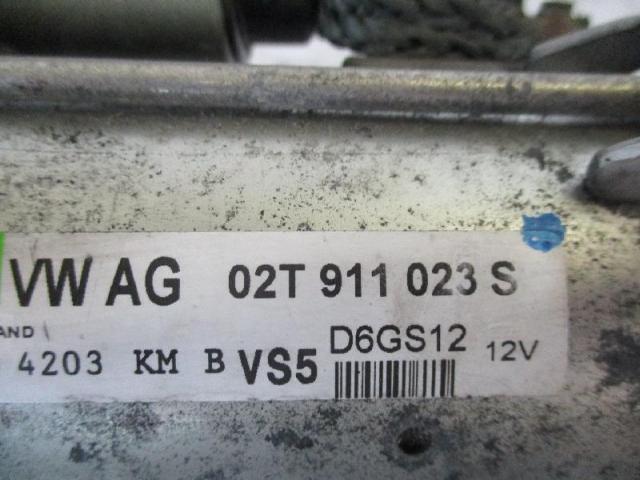 VW AG 02T 911 023 S
AND
D6GS12
4203 KM B VS5 12V